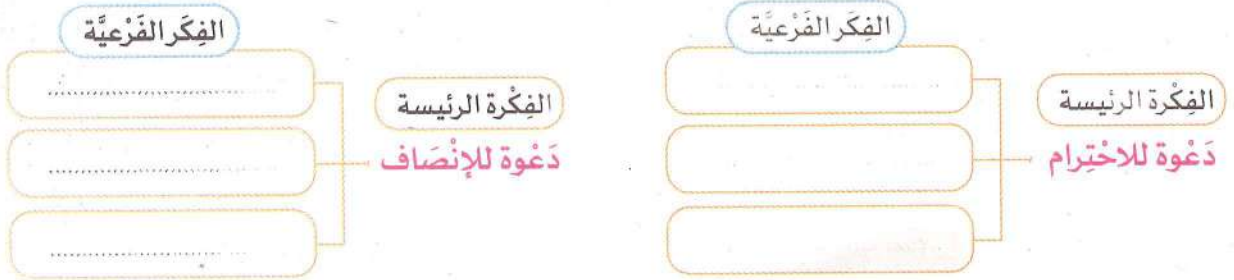 الفِكَر الفَرْعيَّة
الفِكْرة الرئيسة
دَعْوة للاحْتِرام
الفِكَر الفَرْعيَّة
الفِكْرة الرئيسة
دَعْوة للإنْصَاف